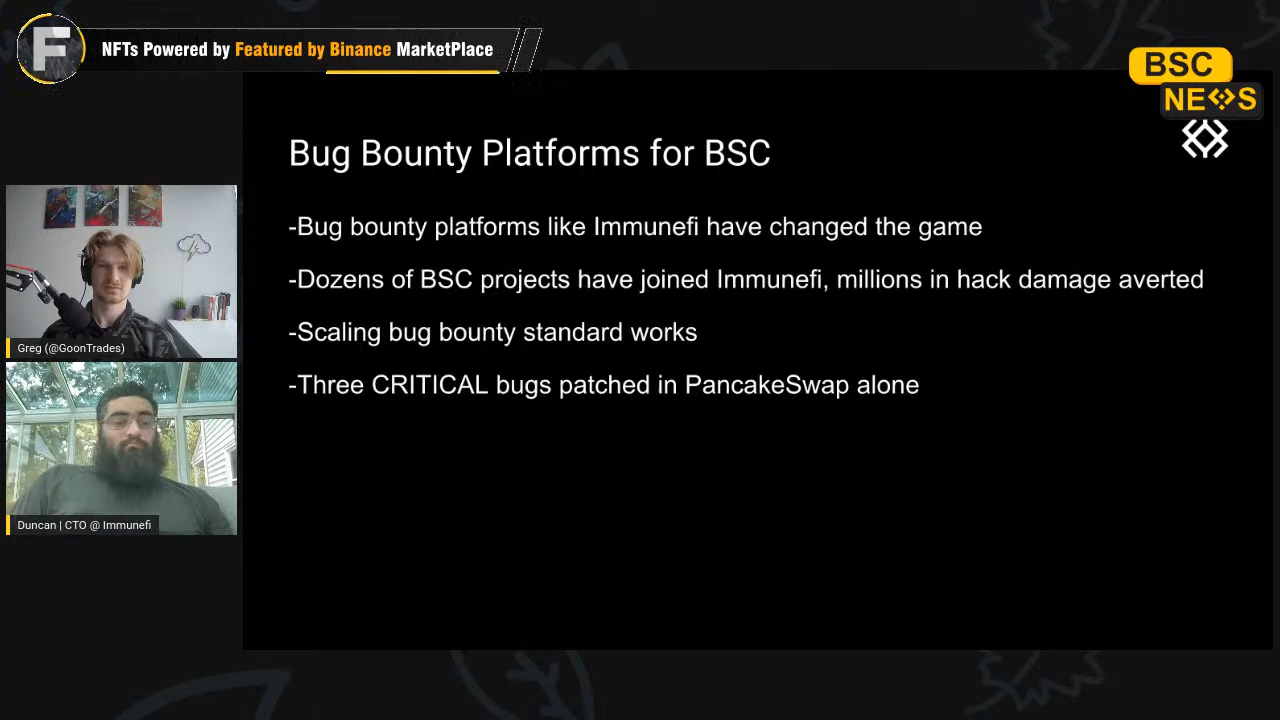 F
NFTs Powered by Featured by Binance MarketPlace
BSC
NEWS
Bug Bounty Platforms for BSC
-Bug bounty platforms like Immunefi have changed the game
-Dozens of BSC projects have joined Immunefi, millions in hack damage averted
-Scaling bug bounty standard works
-Three CRITICAL bugs patched in PancakeSwap alone
Greg (@GoonTrades)
Duncan | CTO @ Immunefi